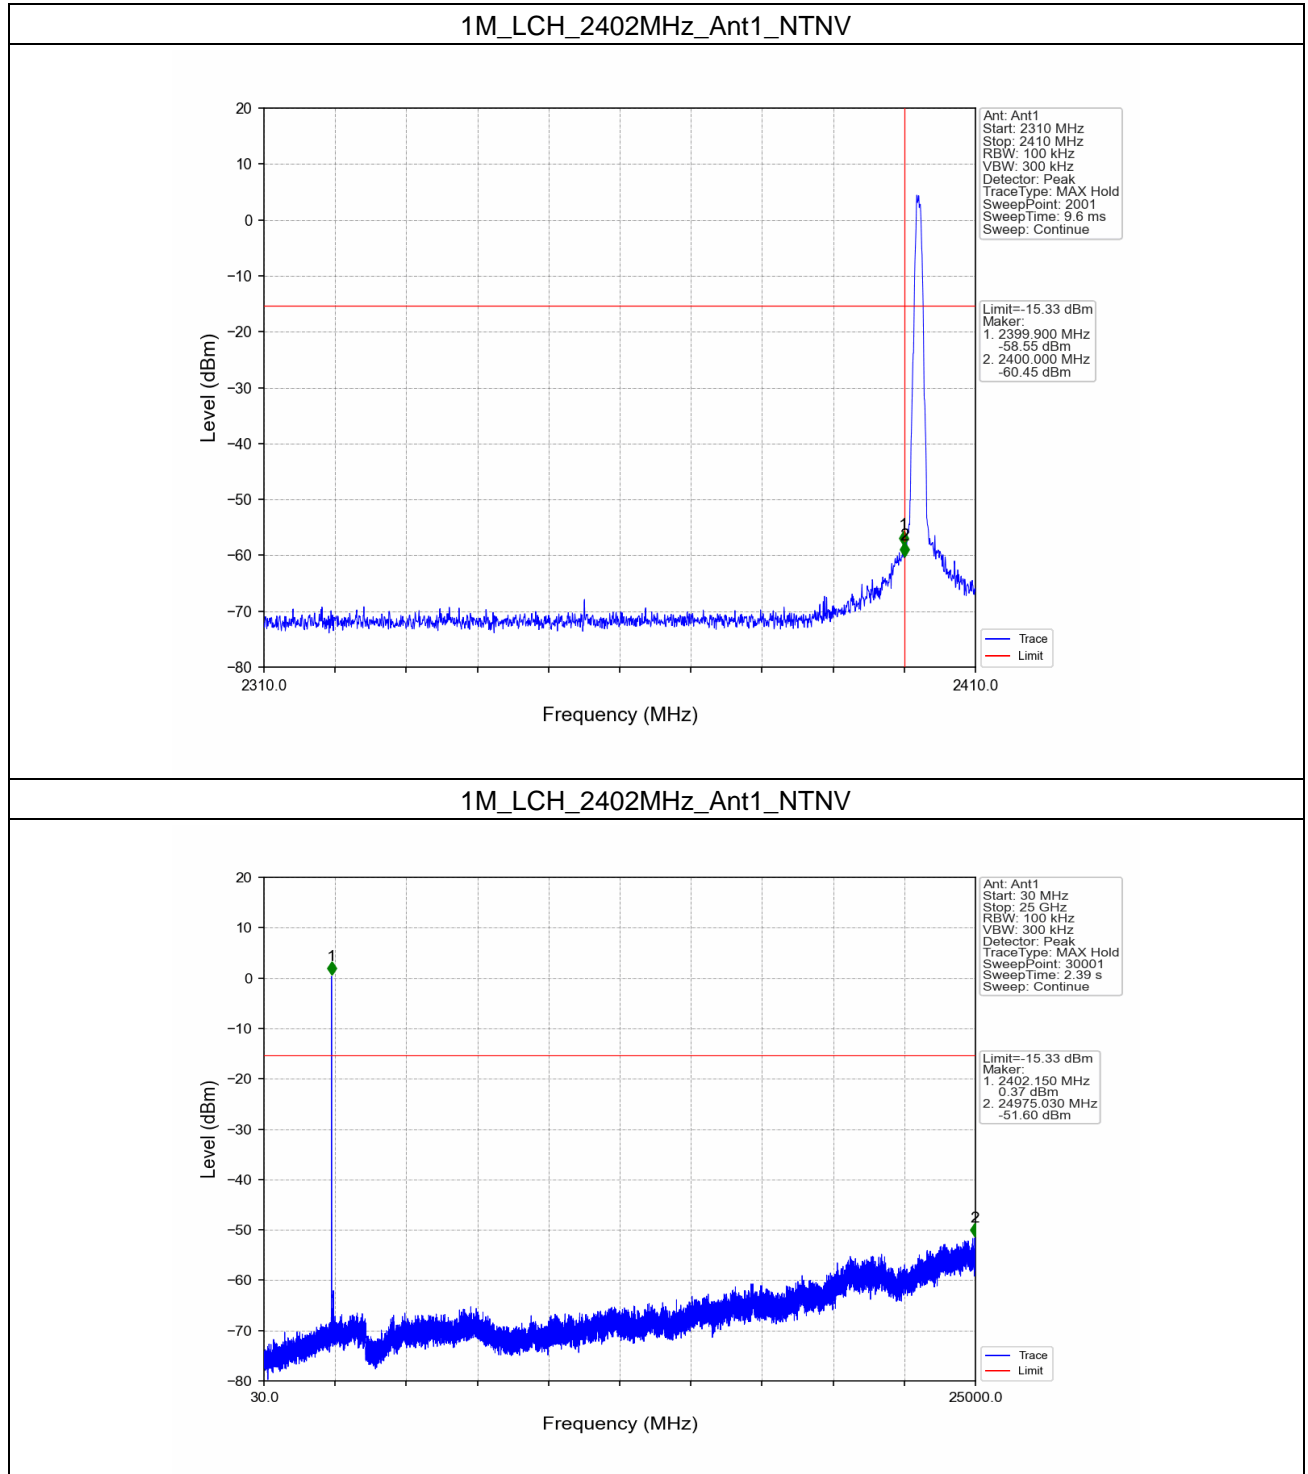 1M_LCH_2402MHz_Ant1_NTNV
20
10
0
−10
−20
−30
−40
−50
−60
−70
−80
Level (dBm)
2310.0
2410.0
Frequency (MHz)
1
2
Ant: Ant1
Start: 2310 MHz
Stop: 2410 MHz
RBW: 100 kHz
VBW: 300 kHz
Detector: Peak
TraceType: MAX Hold
SweepPoint: 2001
SweepTime: 9.6 ms
Sweep: Continue
Limit=-15.33 dBm
Maker:
1. 2399.900 MHz
-58.55 dBm
2. 2400.000 MHz
-60.45 dBm
Trace
Limit
1M_LCH_2402MHz_Ant1_NTNV
20
10
0
−10
−20
−30
−40
−50
−60
−70
−80
Level (dBm)
30.0
25000.0
Frequency (MHz)
1
2
Ant: Ant1
Start: 30 MHz
Stop: 25 GHz
RBW: 100 kHz
VBW: 300 kHz
Detector: Peak
TraceType: MAX Hold
SweepPoint: 30001
SweepTime: 2.39 s
Sweep: Continue
Limit=-15.33 dBm
Maker:
1. 2402.150 MHz
0.37 dBm
2. 24975.030 MHz
-51.60 dBm
Trace
Limit